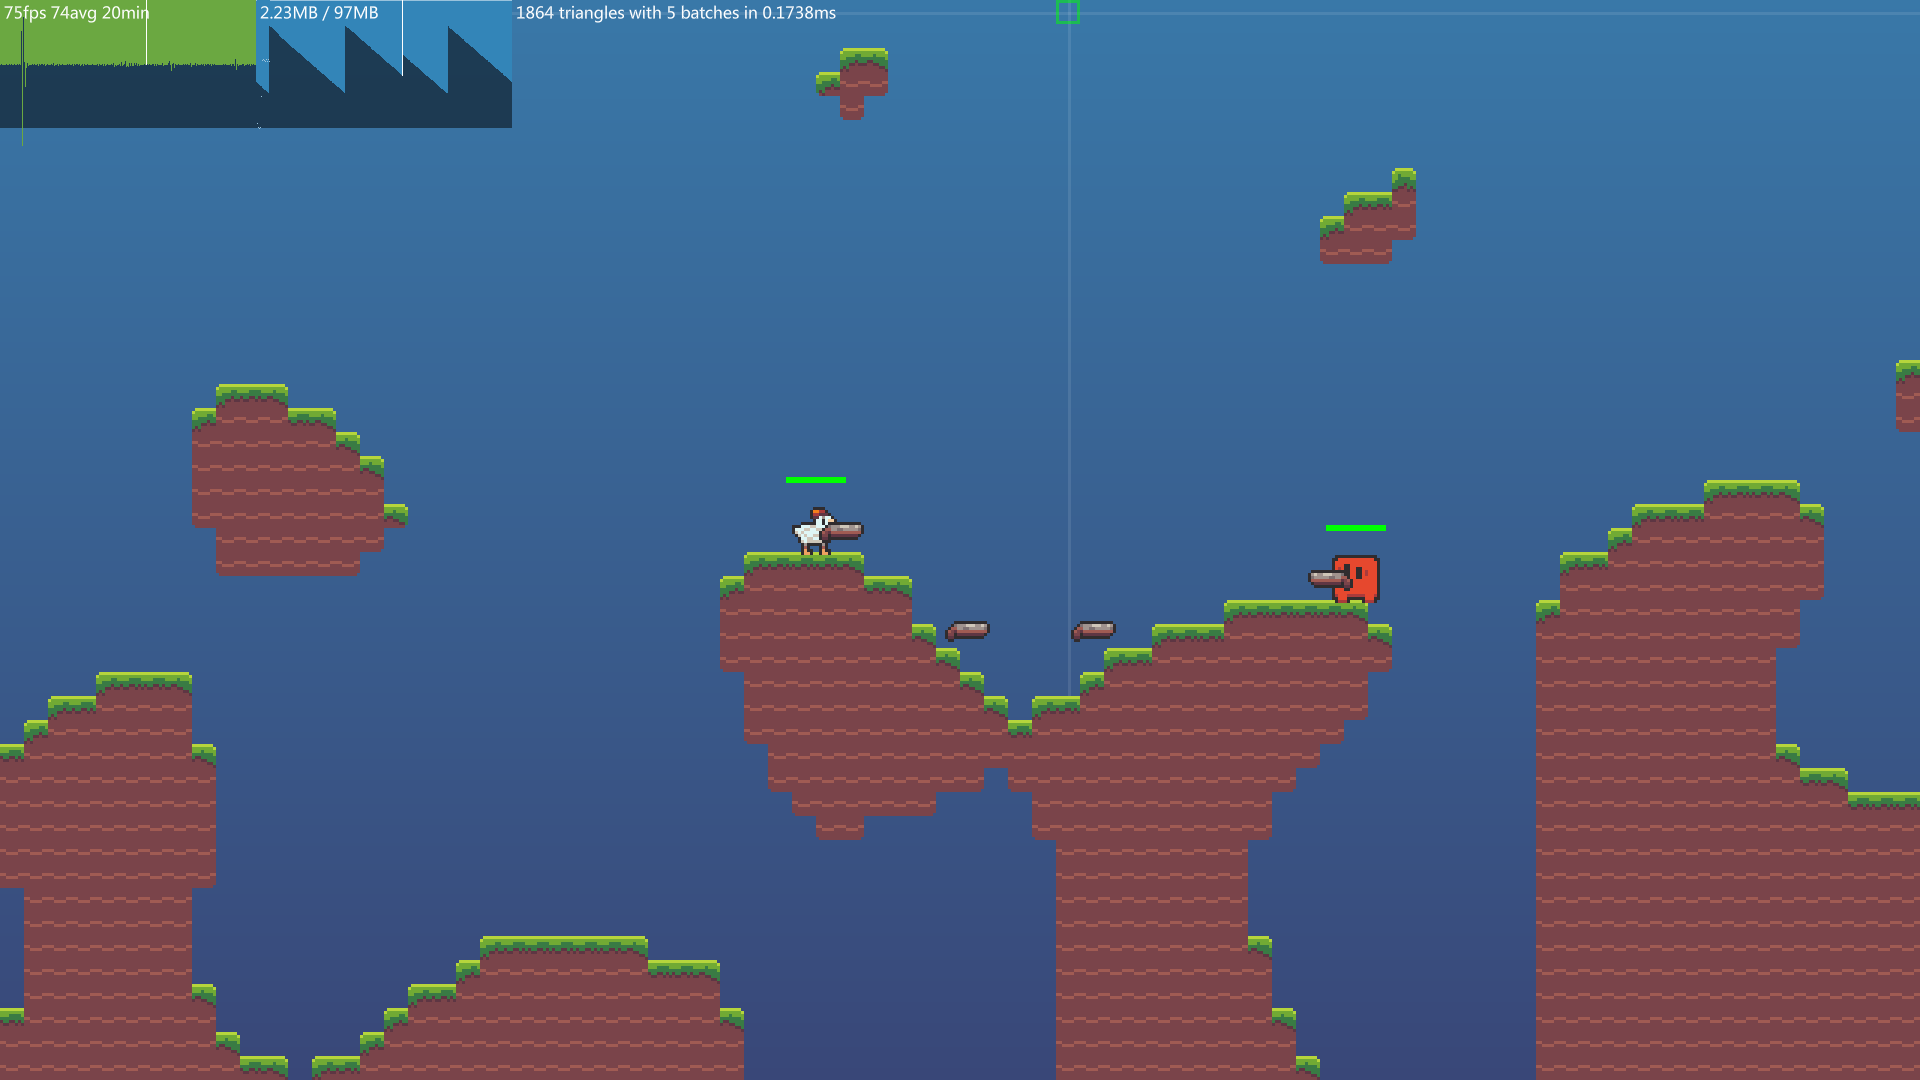 75fps 74avg 20min
2.23MB / 97MB
1864 triangles with 5 batches in 0.1738ms